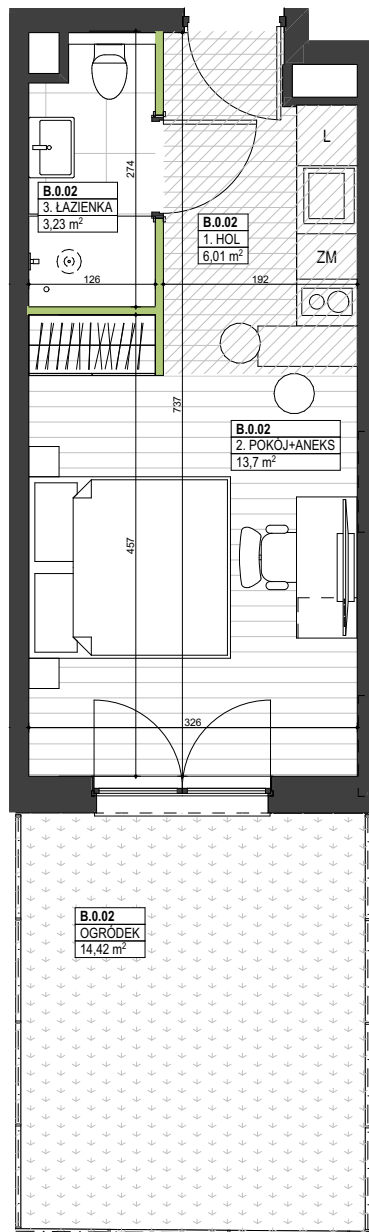 L
274
B.0.02
3. ŁAZIENKA
3,23 m²
B.0.02
1. HOL
6,01 m²
ZM
126
192
737
B.0.02
2. POKÓJ+ANEKS
13,7 m²
457
326
B.0.02
OGRÓDEK
14,42 m²